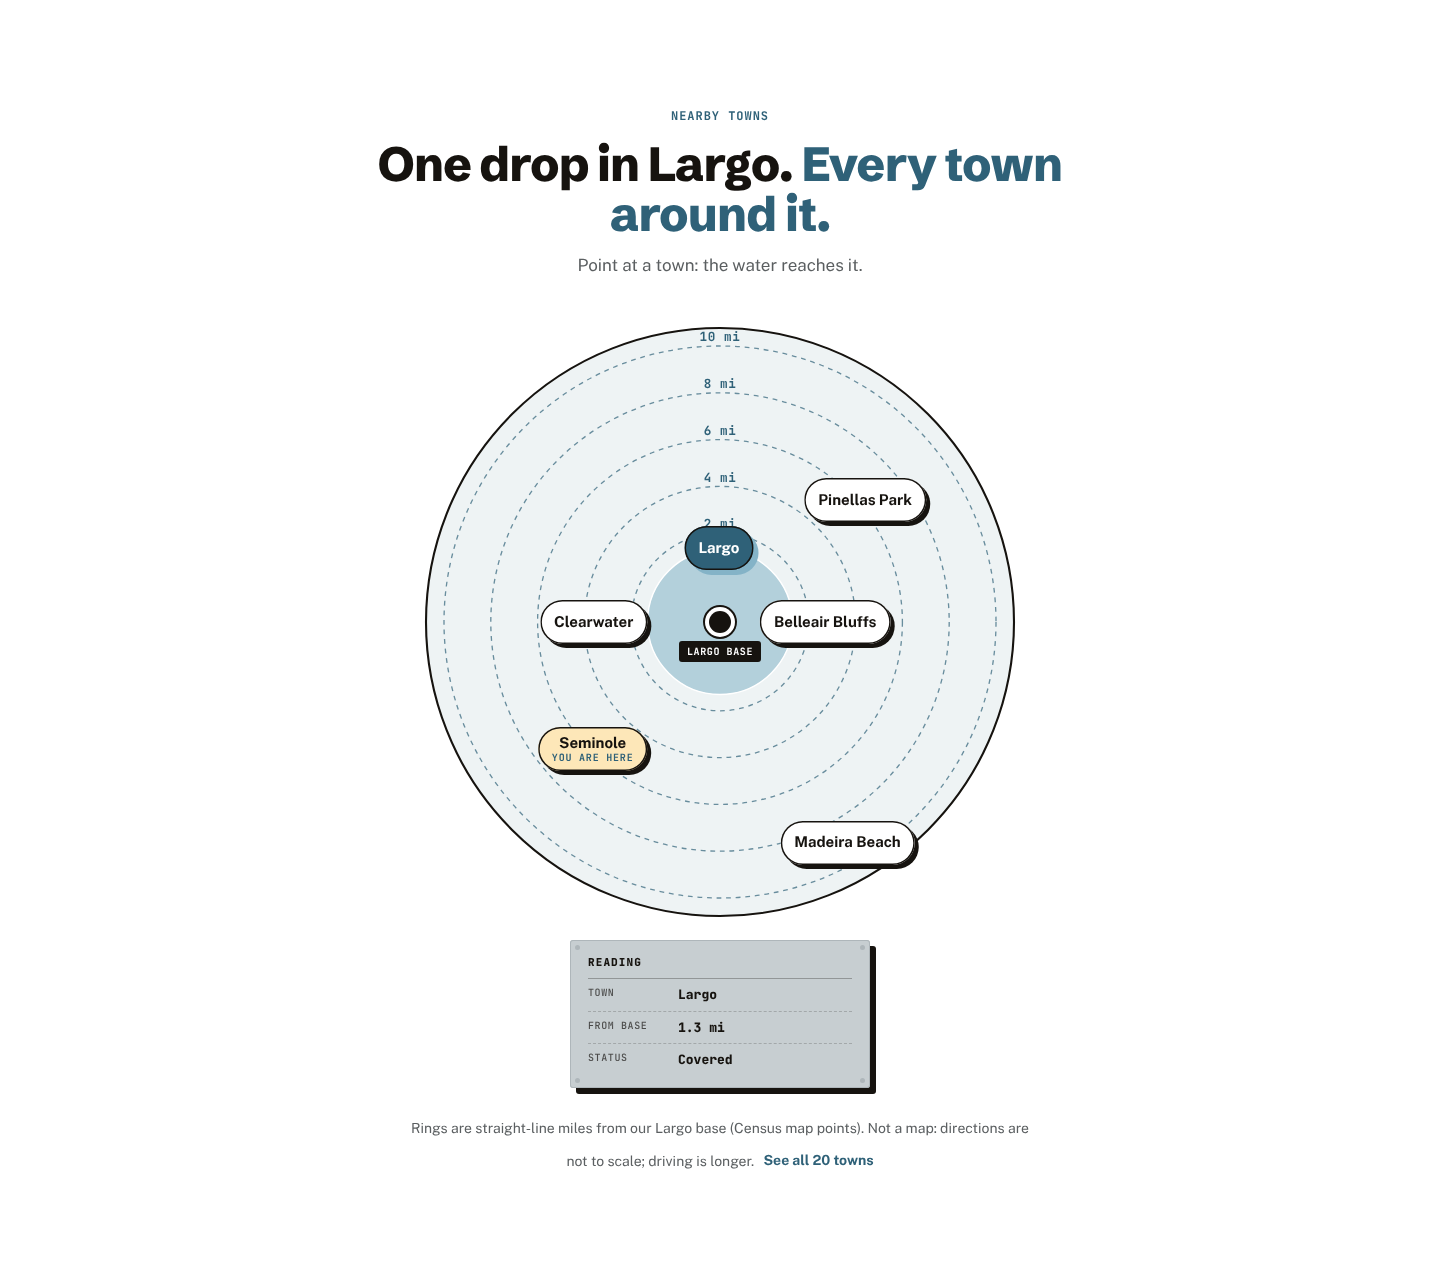 NEARBY TOWNS
One drop in Largo. Every town
around it.
Point at a town: the water reaches it.
10 mi
8 mi
6 mi
4 mi
Pinellas Park
2 mi
Largo
Clearwater
Belleair Bluffs
LARGO BASE
Seminole
YOU ARE HERE
Madeira Beach
READING
TOWN Largo
FROM BASE 1.3 mi
STATUS Covered
Rings are straight-line miles from our Largo base (Census map points). Not a map: directions are
not to scale; driving is longer. See all 20 towns